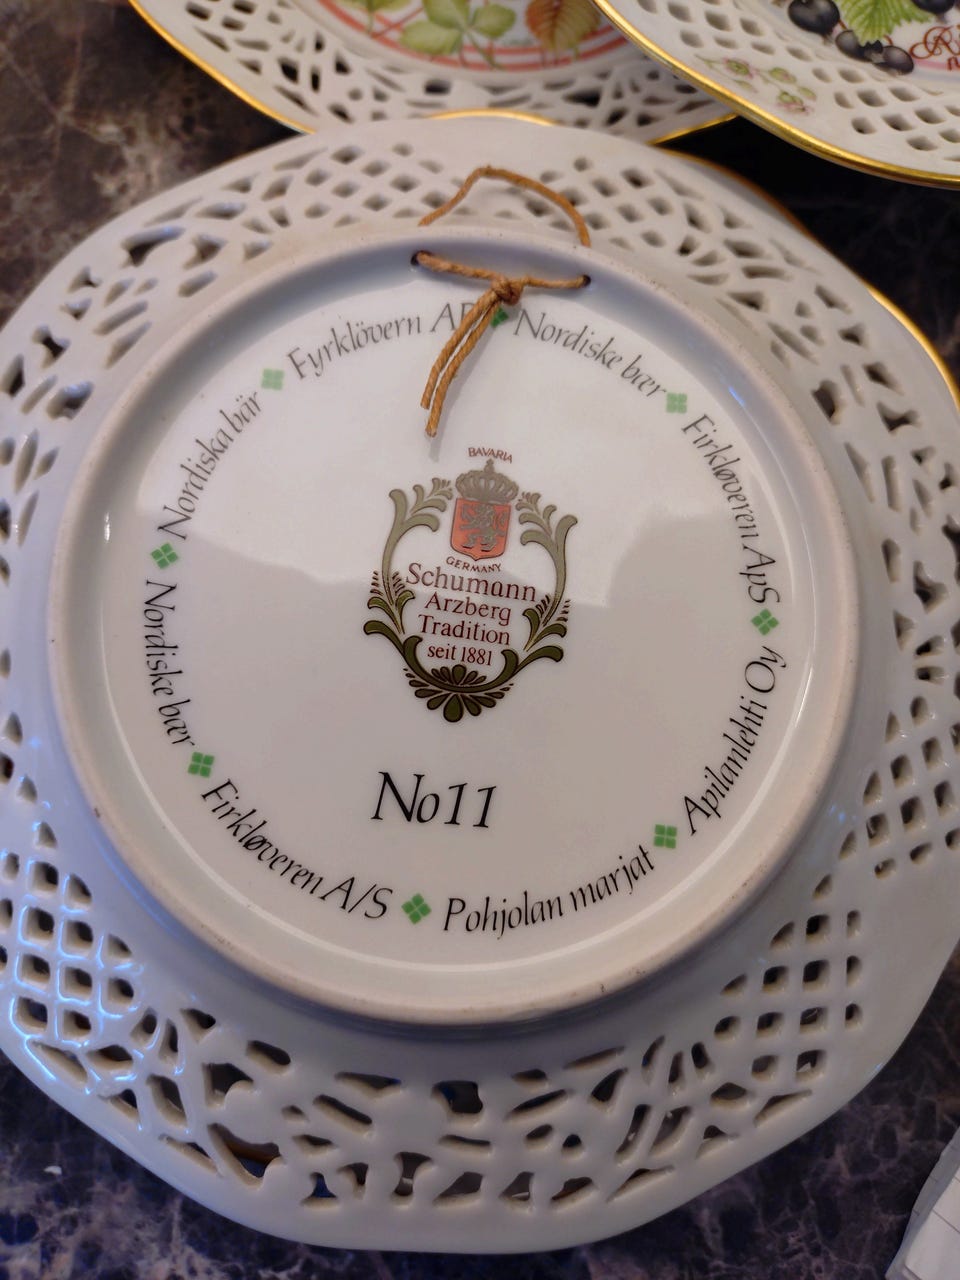 Fyrklövern AB
Nordiske bær
Firkløveren ApS
Apilanlehti Oy
Pohjolan marjat
Firkløveren A/S
Nordiske bær
Nordiska bär
BAVARIA
GERMANY
Schumann
Arzberg
Tradition
seit 1881
No11